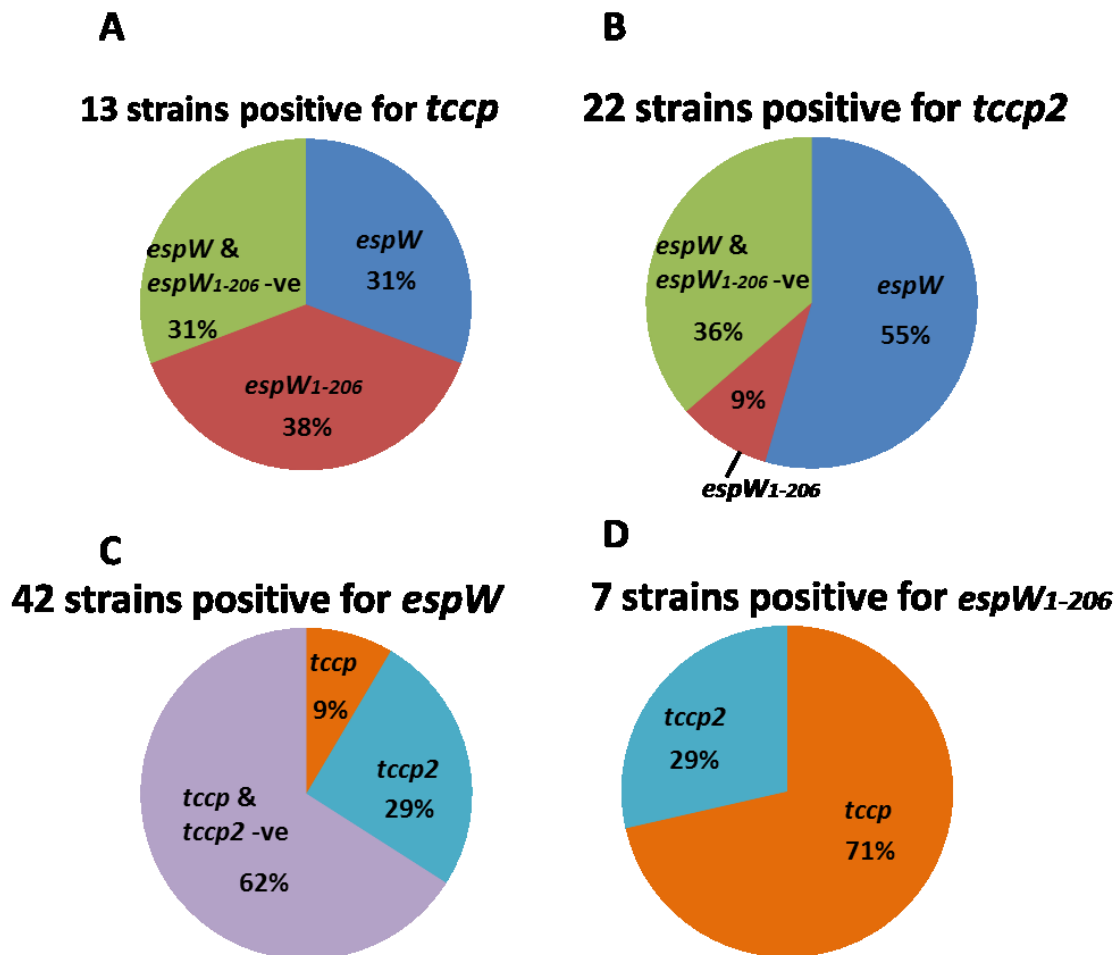 A
13 strains positive for tccp
espW &
espW1-206 -ve
31%
espW
31%
espW1-206
38%
B
22 strains positive for tccp2
espW &
espW1-206 -ve
36%
espW
55%
9%
espW1-206
C
42 strains positive for espW
tccp
9%
tccp2
29%
tccp &
tccp2 -ve
62%
D
7 strains positive for espW1-206
tccp2
29%
tccp
71%